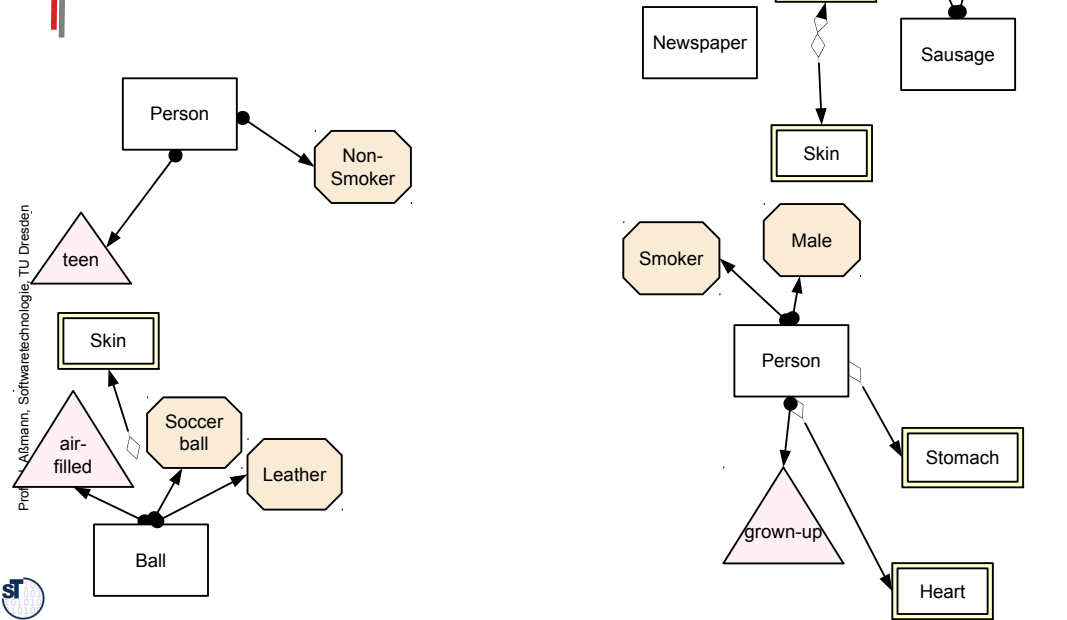 Newspaper
Sausage
Person
Non-
Smoker
Skin
teen
Smoker
Male
Skin
Person
air-
filled
Soccer
ball
Leather
Stomach
grown-up
Ball
Heart
Aßmann, Softwaretechnologie, TU Dresden
ST